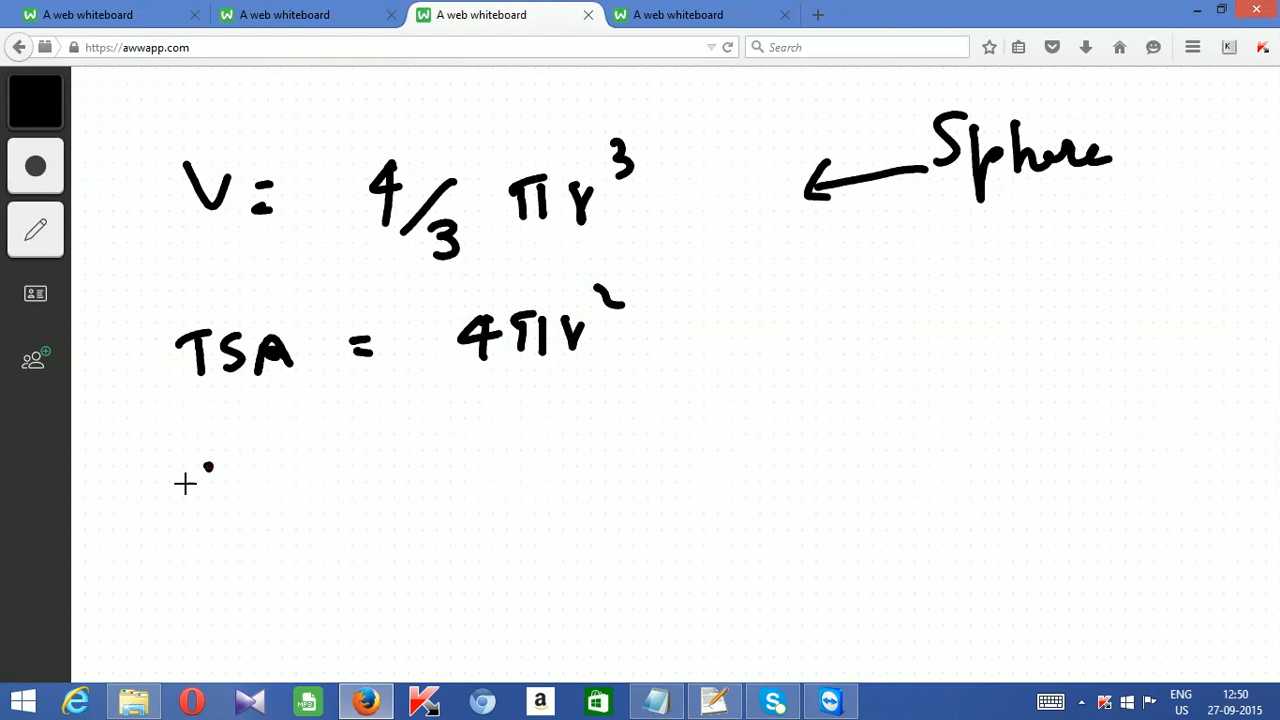 A web whiteboard
A web whiteboard
A web whiteboard
A web whiteboard
https://awwapp.com
Search
Sphere
V = 4/3 πr³
TSA = 4πr²
ENG
US
12:50
27-09-2015